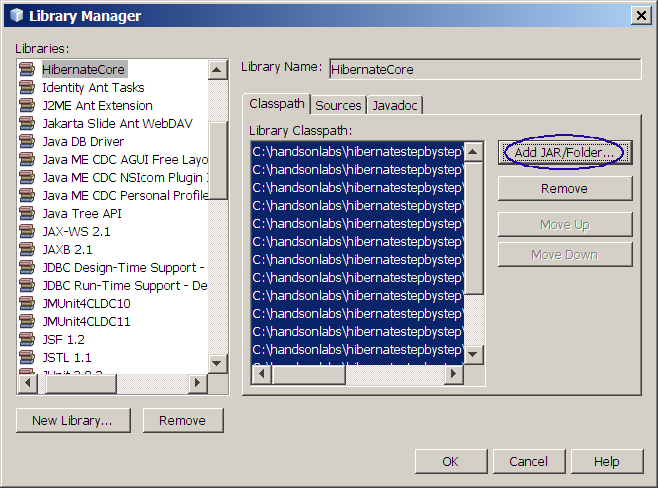 Library Manager
Libraries:
HibernateCore
Identity Ant Tasks
J2ME Ant Extension
Jakarta Slide Ant WebDAV
Java DB Driver
Java ME CDC AGUI Free Layo
Java ME CDC NSIcom Plugin
Java ME CDC Personal Profile
Java Tree API
JAX-WS 2.1
JAXB 2.1
JDBC Design-Time Support -
JDBC Run-Time Support - De
JMUnit4CLDC10
JMUnit4CLDC11
JSF 1.2
JSTL 1.1
New Library...
Remove
Library Name: HibernateCore
Classpath
Sources
Javadoc
Library Classpath:
C:\handsonlabs\hibernatestepbystep\
C:\handsonlabs\hibernatestepbystep\
C:\handsonlabs\hibernatestepbystep\
C:\handsonlabs\hibernatestepbystep\
C:\handsonlabs\hibernatestepbystep\
C:\handsonlabs\hibernatestepbystep\
C:\handsonlabs\hibernatestepbystep\
C:\handsonlabs\hibernatestepbystep\
C:\handsonlabs\hibernatestepbystep\
C:\handsonlabs\hibernatestepbystep\
C:\handsonlabs\hibernatestepbystep\
C:\handsonlabs\hibernatestepbystep\
Add JAR/Folder...
Remove
Move Up
Move Down
OK
Cancel
Help